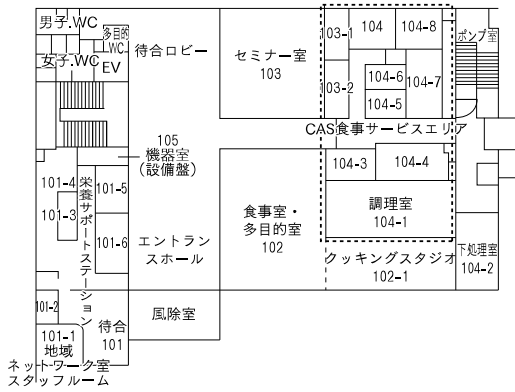 男子.WC
多目的
WC
女子.WC
EV
待合ロビー
セミナー室
103
103-1
104
104-8
ポンプ室
103-2
104-6
104-7
104-5
CAS食事サービスエリア
105
機器室
(設備盤)
104-3
104-4
101-4
101-5
101-3
栄養サポートステーション
101-6
エントラン
スホール
食事室・
多目的室
102
調理室
104-1
クッキングスタジオ
102-1
下処理室
104-2
101-2
風除室
待合
101
101-1
地域
ネットワーク室
スタッフルーム